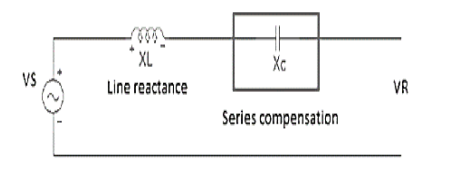 VS
+
-
+
-
XL
Line reactance
Xc
Series compensation
VR